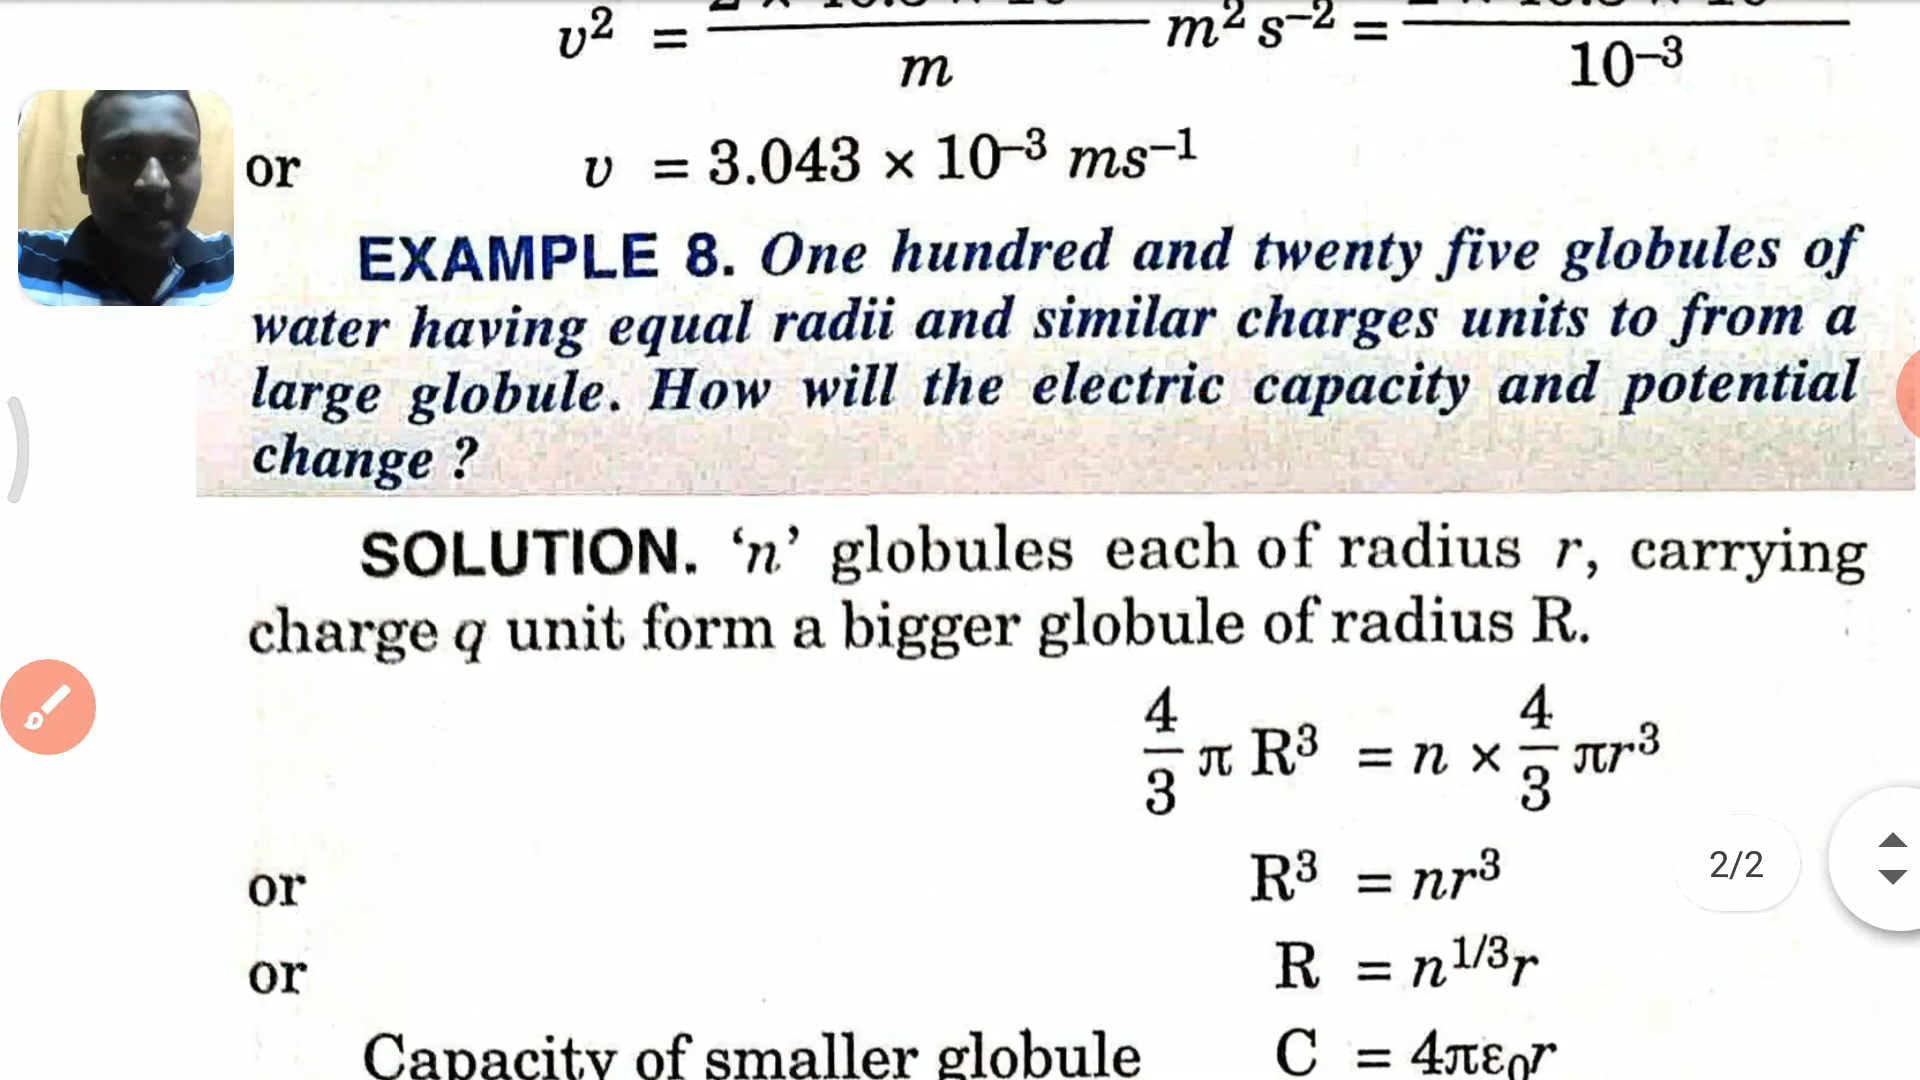 v² = m m² s⁻² = 10⁻³
or v = 3.043 × 10⁻³ ms⁻¹
EXAMPLE 8. One hundred and twenty five globules of
water having equal radii and similar charges units to from a
large globule. How will the electric capacity and potential
change ?
SOLUTION. ‘n’ globules each of radius r, carrying
charge q unit form a bigger globule of radius R.
4/3 π R³ = n × 4/3 πr³
or R³ = nr³
2/2
or R = n^1/3 r
Capacity of smaller globule C = 4πε₀r